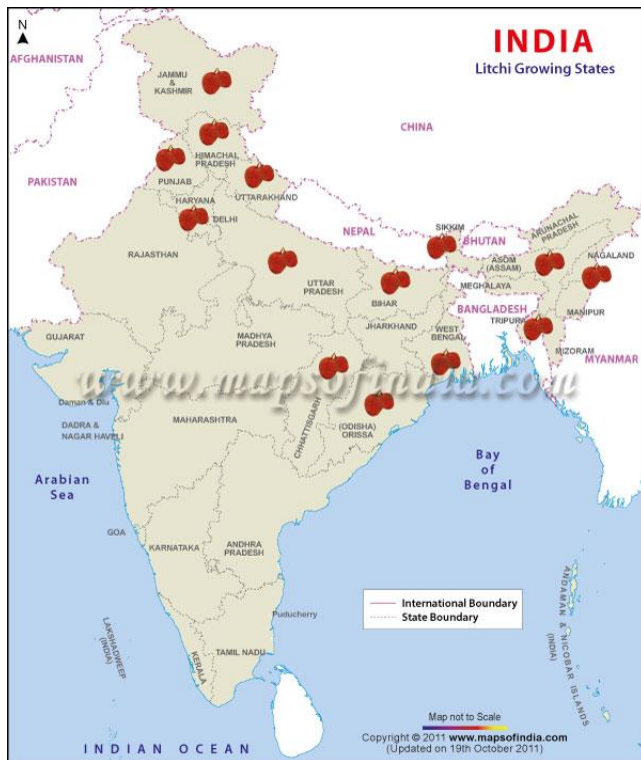 N
INDIA
Litchi Growing States
AFGHANISTAN
JAMMU
&
KASHMIR
CHINA
HIMACHAL
PRADESH
PAKISTAN
PUNJAB
UTTARAKHAND
HARYANA
DELHI
NEPAL
SIKKIM
BHUTAN
ARUNACHAL
PRADESH
RAJASTHAN
UTTAR
PRADESH
ASOM
(ASSAM)
NAGALAND
MEGHALAYA
BIHAR
MANIPUR
BANGLADESH
TRIPURA
JHARKHAND
WEST
BENGAL
MIZORAM
MYANMAR
GUJARAT
MADHYA
PRADESH
www.mapsofindia.com
Daman & Diu
DADRA &
NAGAR HAVELI
MAHARASHTRA
CHHATTISGARH
(ODISHA)
ORISSA
Arabian
Sea
Bay
of
Bengal
GOA
KARNATAKA
ANDHRA
PRADESH
Puducherry
LAKSHADWEEP
(INDIA)
KERALA
TAMIL NADU
ANDAMAN & NICOBAR ISLANDS
(INDIA)
International Boundary
State Boundary
Map not to Scale
Copyright © 2011 www.mapsofindia.com
(Updated on 19th October 2011)
INDIAN OCEAN